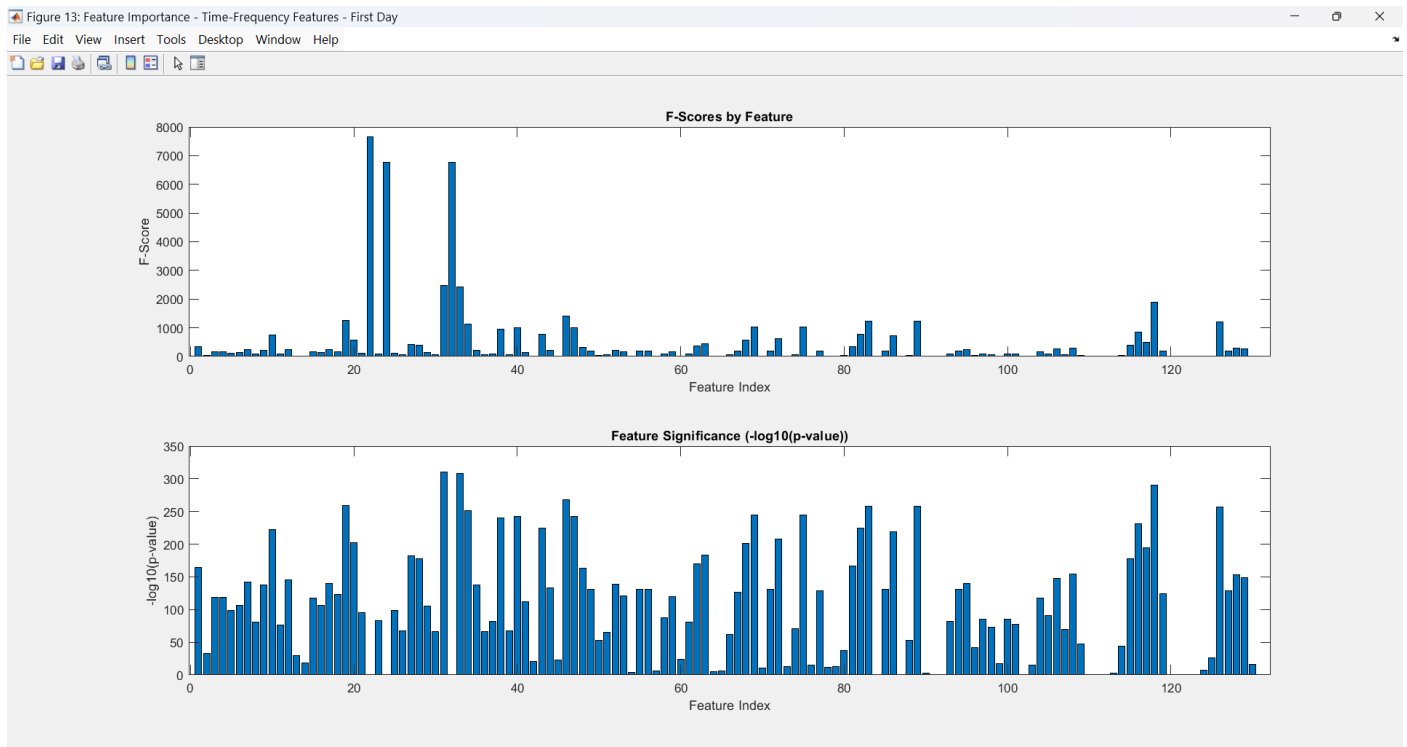 Figure 13: Feature Importance - Time-Frequency Features - First Day
File Edit View Insert Tools Desktop Window Help
F-Scores by Feature
8000
7000
6000
5000
4000
3000
2000
1000
0
F-Score
0 20 40 60 80 100 120
Feature Index
Feature Significance (-log10(p-value))
350
300
250
200
150
100
50
0
-log10(p-value)
0 20 40 60 80 100 120
Feature Index